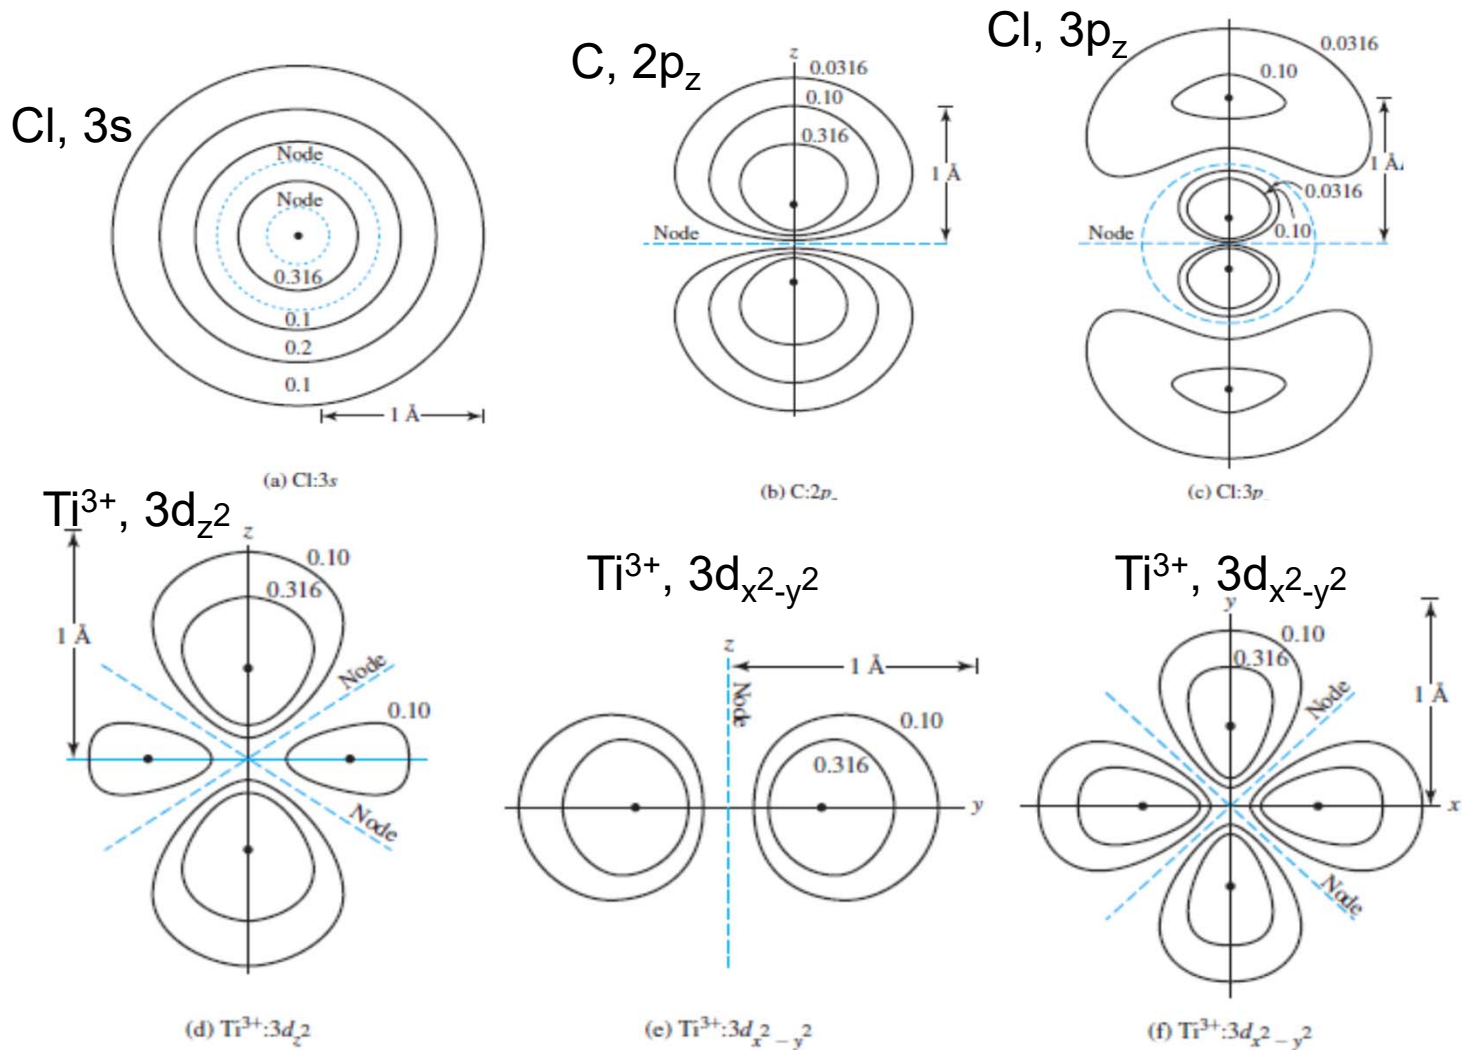 Cl, 3s
Node
Node
0.316
0.1
0.2
0.1
1 Å
(a) Cl:3s
C, 2pz
z
0.0316
0.10
0.316
1 Å
Node
(b) C:2p
Cl, 3pz
0.0316
0.10
1 Å
0.0316
0.10
Node
(c) Cl:3p
Ti³⁺, 3dz²
z
0.10
0.316
1 Å
Node
0.10
Node
(d) Ti³⁺:3dz²
Ti³⁺, 3dx²-y²
z
1 Å
Node
0.10
0.316
y
(e) Ti³⁺:3dx² – y²
Ti³⁺, 3dx²-y²
y
0.10
0.316
Node
1 Å
x
Node
(f) Ti³⁺:3dx² – y²